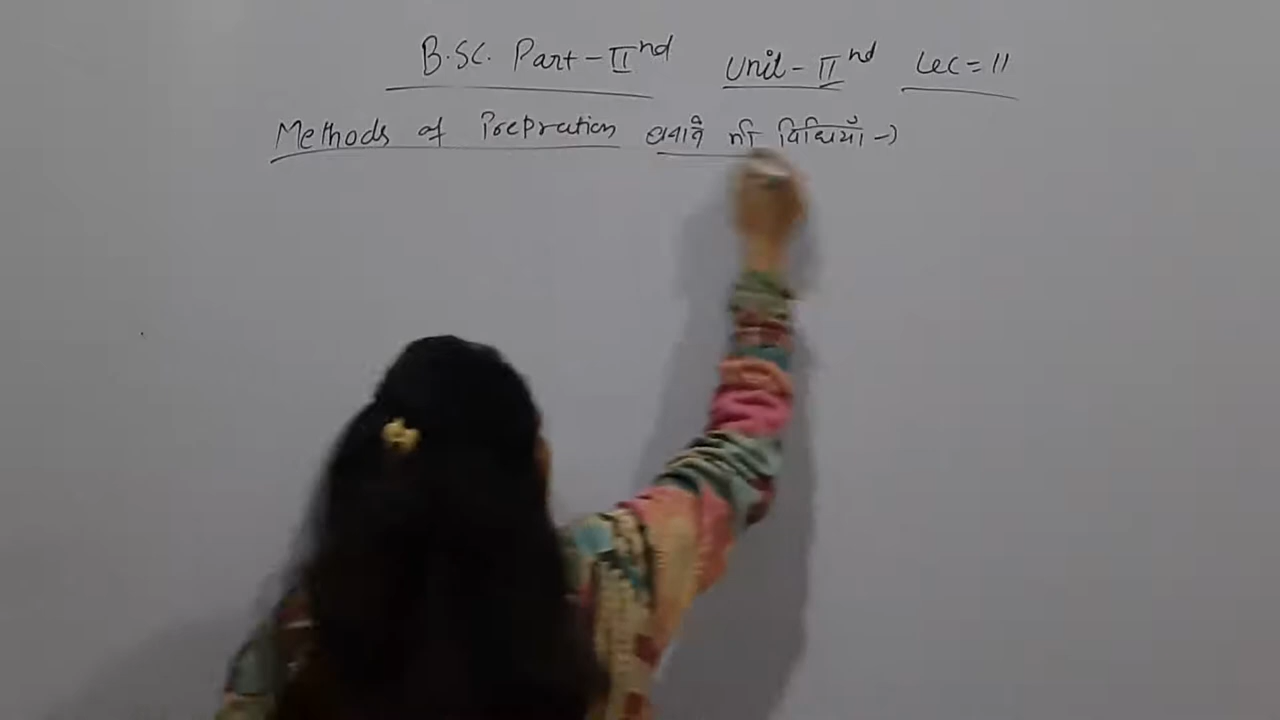 B.SC. Part-IInd Unit-IInd Lec=11
Methods of Prepration बनाने की विधियाँ →